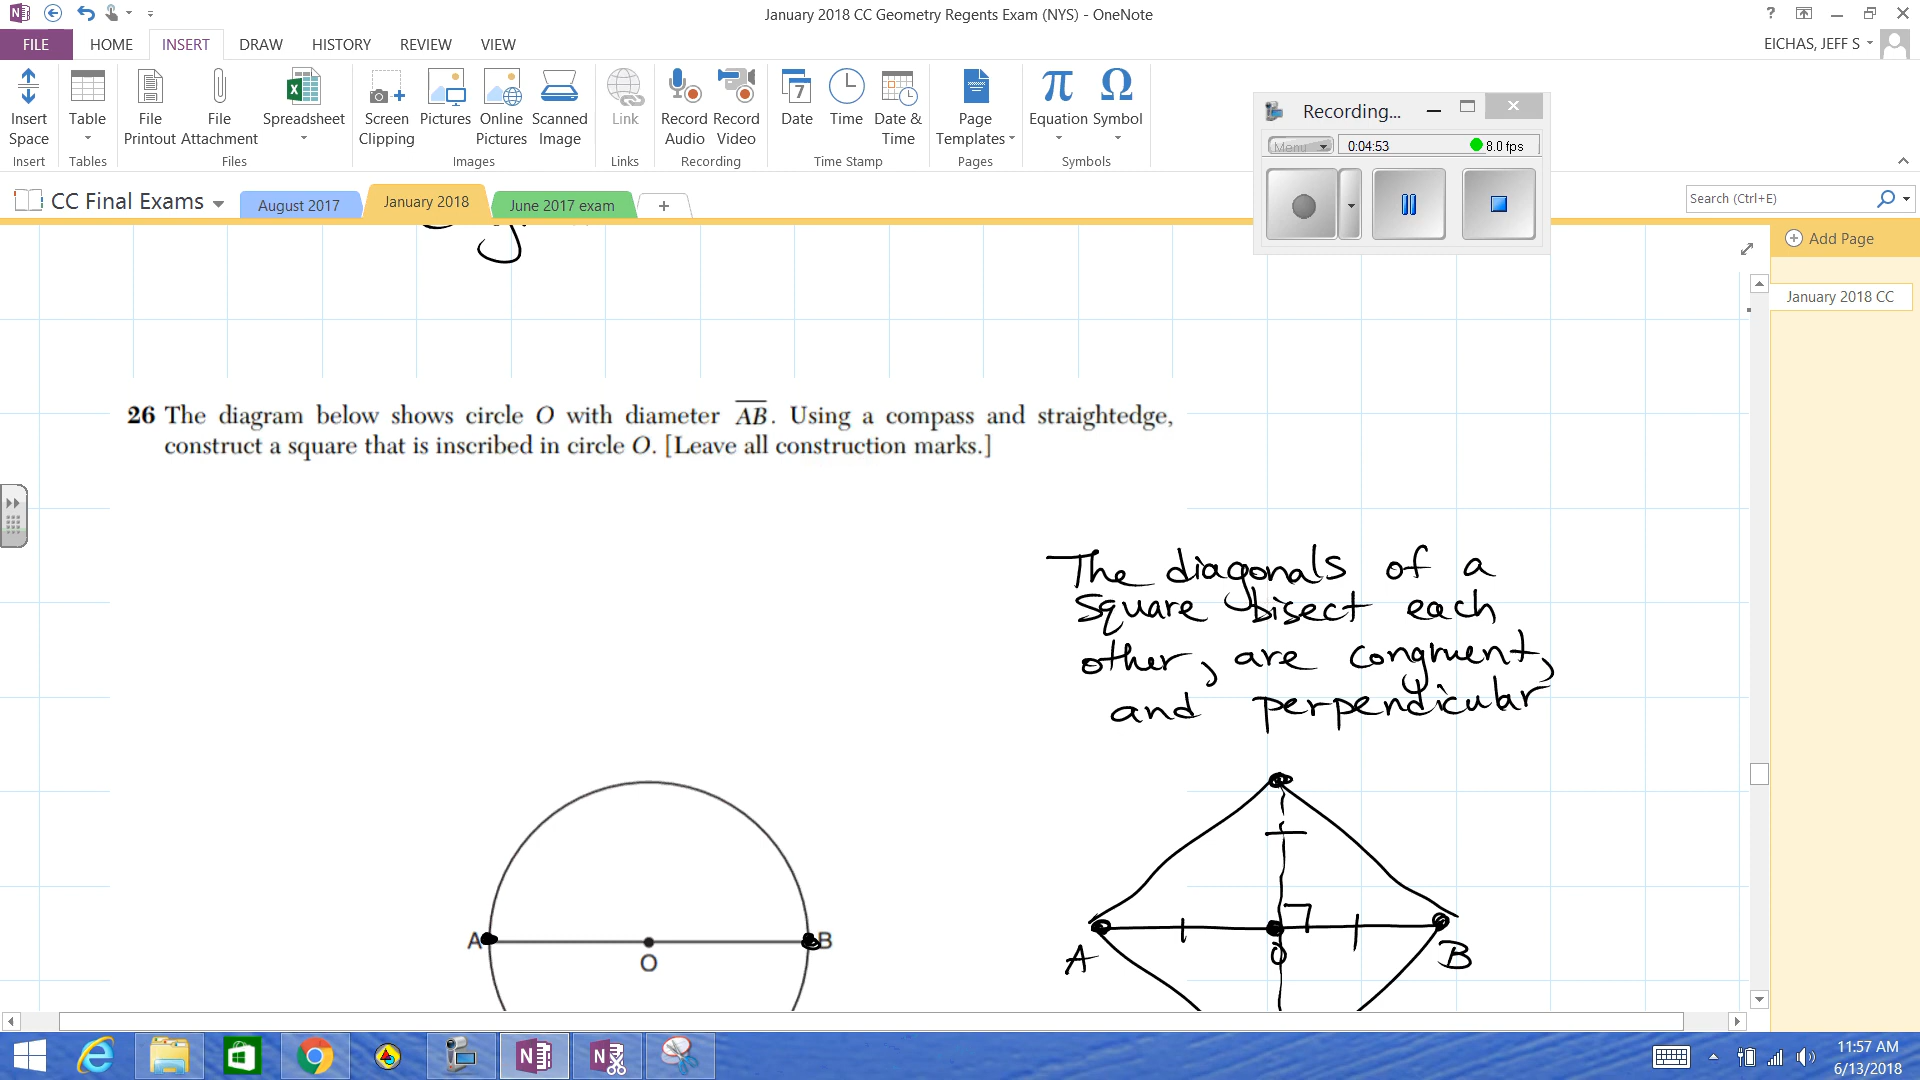 January 2018 CC Geometry Regents Exam (NYS) - OneNote
?
FILE HOME INSERT DRAW HISTORY REVIEW VIEW
EICHAS, JEFF S
Insert Space
Table
File Printout
File Attachment
Spreadsheet
Screen Clipping
Pictures
Online Pictures
Scanned Image
Link
Record Audio
Record Video
Date
Time
Date & Time
Page Templates
Equation
Symbol
Insert Tables Files Images Links Recording Time Stamp Pages Symbols
Recording...
Menu 0:04:53 8.0 fps
CC Final Exams August 2017 January 2018 June 2017 exam +
Search (Ctrl+E)
Add Page
January 2018 CC
26 The diagram below shows circle O with diameter AB. Using a compass and straightedge,
construct a square that is inscribed in circle O. [Leave all construction marks.]
The diagonals of a
square bisect each
other, are congruent,
and perpendicular
A B
O
A O B
11:57 AM
6/13/2018